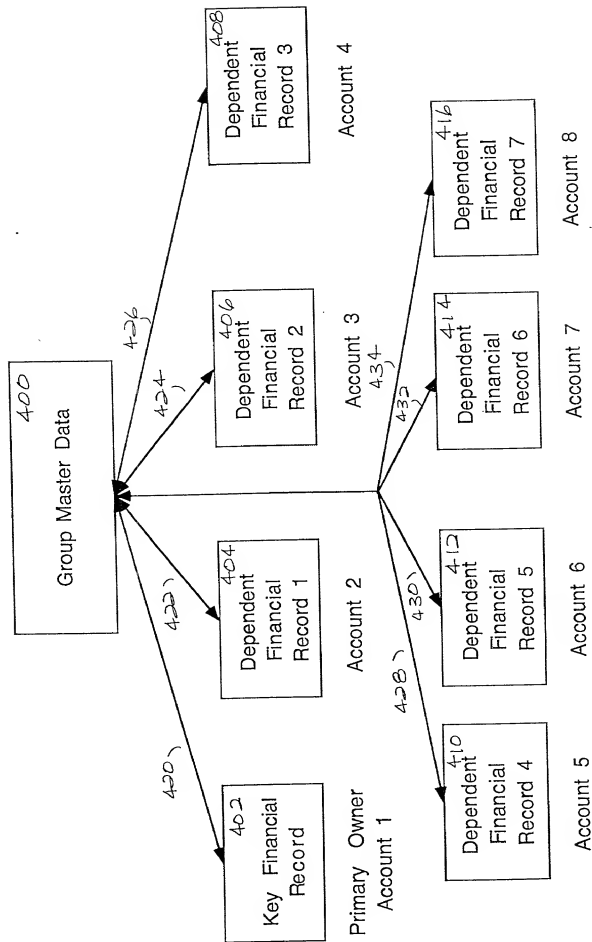 400
Group Master Data
420
422
424
426
402
Key Financial
Record
Primary Owner
Account 1
404
Dependent
Financial
Record 1
Account 2
406
Dependent
Financial
Record 2
Account 3
408
Dependent
Financial
Record 3
Account 4
428
430
432
434
410
Dependent
Financial
Record 4
Account 5
412
Dependent
Financial
Record 5
Account 6
414
Dependent
Financial
Record 6
Account 7
416
Dependent
Financial
Record 7
Account 8